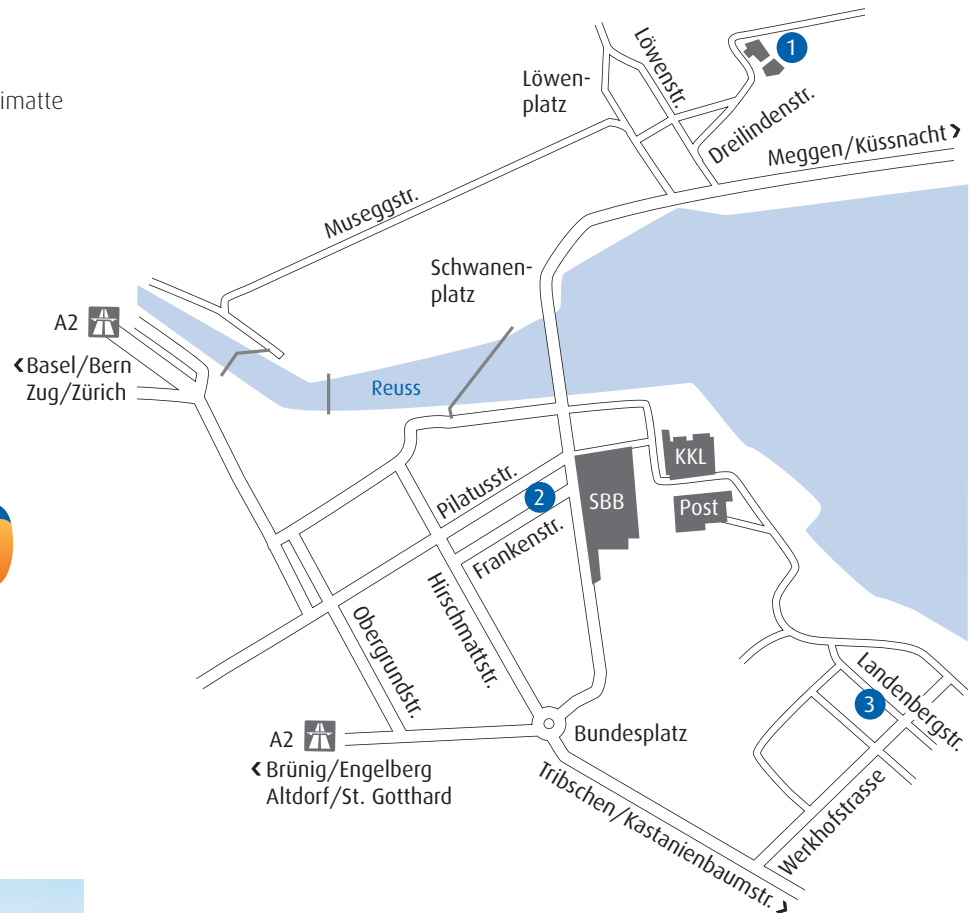 imatte
Löwenstr.
1
Löwen-
platz
Dreilindenstr.
Meggen/Küssnacht
Museggstr.
Schwanen-
platz
A2
Basel/Bern
Zug/Zürich
Reuss
KKL
Pilatusstr.
2
SBB
Post
Frankenstr.
Hirschmattstr.
Obergrundstr.
Landenbergstr.
3
A2
Bundesplatz
Brünig/Engelberg
Altdorf/St. Gotthard
Tribschen/Kastanienbaumstr.
Werkhofstrasse